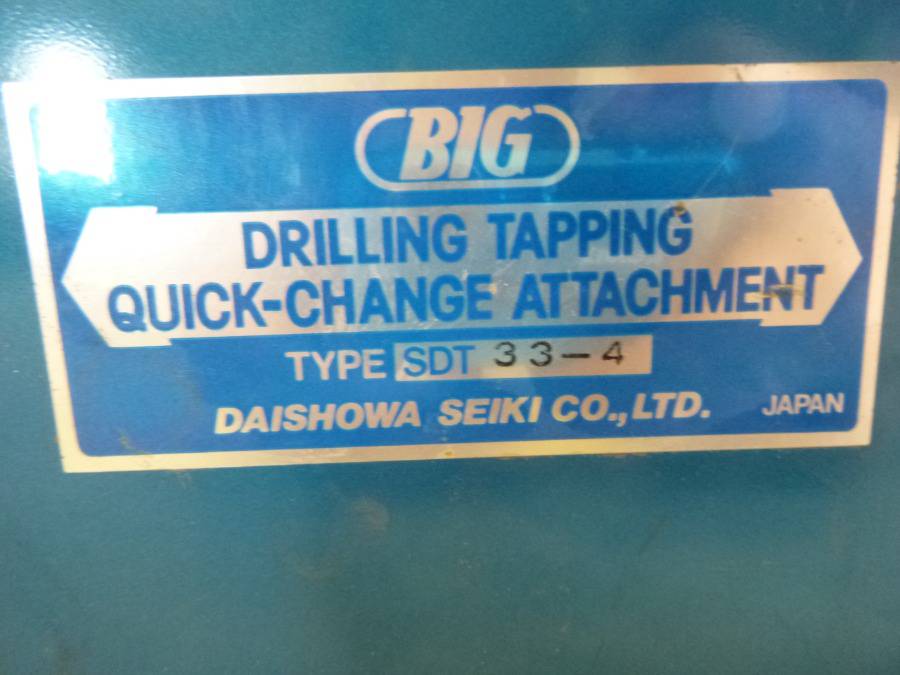 BIG
DRILLING TAPPING
QUICK-CHANGE ATTACHMENT
TYPE SDT 33-4
DAISHOWA SEIKI CO., LTD. JAPAN